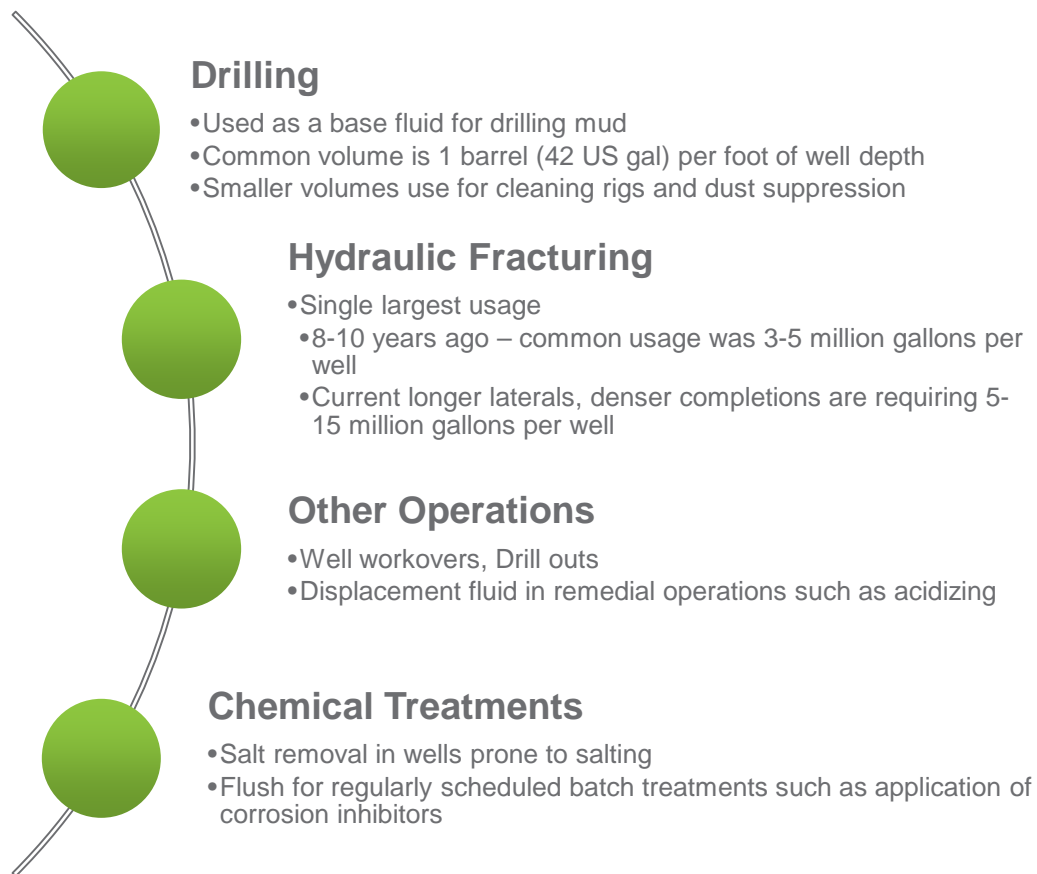 Drilling
•Used as a base fluid for drilling mud
•Common volume is 1 barrel (42 US gal) per foot of well depth
•Smaller volumes use for cleaning rigs and dust suppression
Hydraulic Fracturing
•Single largest usage
•8-10 years ago – common usage was 3-5 million gallons per
well
•Current longer laterals, denser completions are requiring 5-
15 million gallons per well
Other Operations
•Well workovers, Drill outs
•Displacement fluid in remedial operations such as acidizing
Chemical Treatments
•Salt removal in wells prone to salting
•Flush for regularly scheduled batch treatments such as application of
corrosion inhibitors